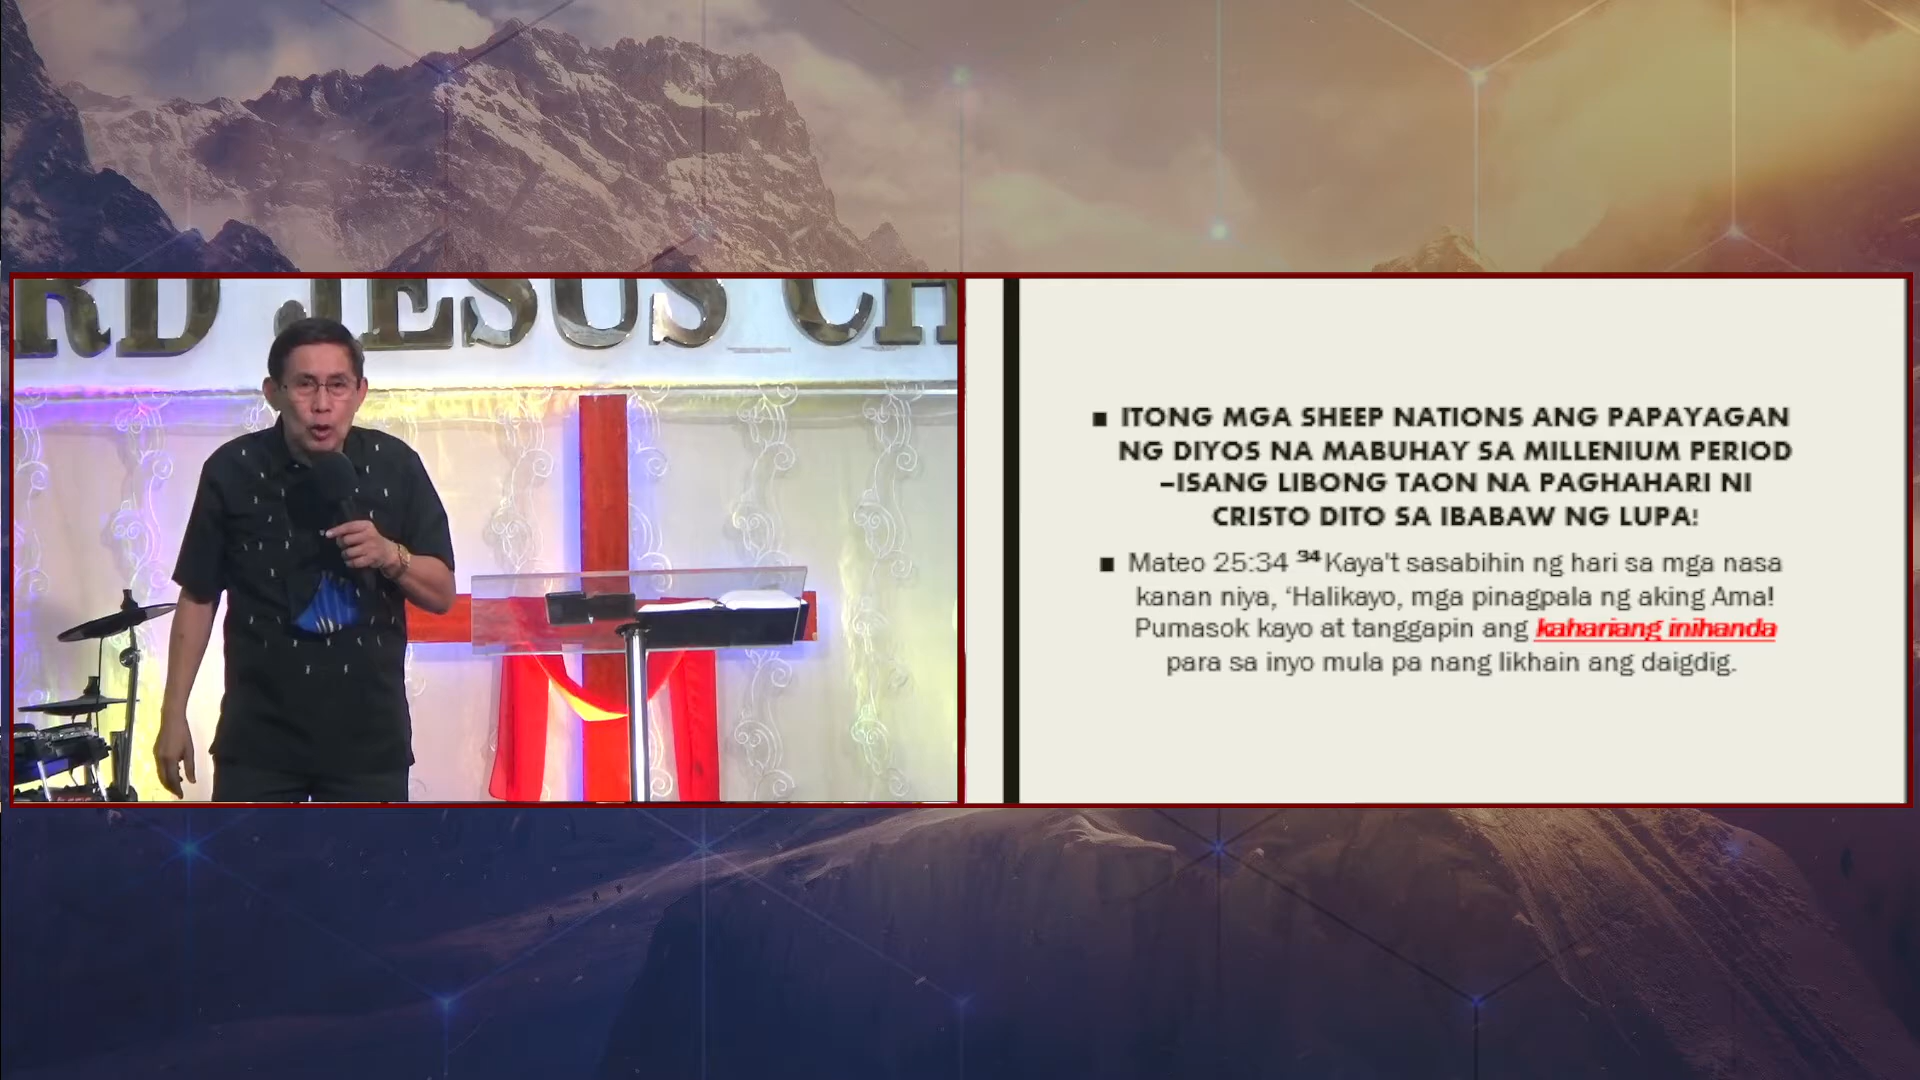 RD JESUS CH
■ ITONG MGA SHEEP NATIONS ANG PAPAYAGAN
NG DIYOS NA MABUHAY SA MILLENIUM PERIOD
–ISANG LIBONG TAON NA PAGHAHARI NI
CRISTO DITO SA IBABAW NG LUPA!
■ Mateo 25:34 ³⁴ Kaya't sasabihin ng hari sa mga nasa
kanan niya, ‘Halikayo, mga pinagpala ng aking Ama!
Pumasok kayo at tanggapin ang kahariang inihanda
para sa inyo mula pa nang likhain ang daigdig.